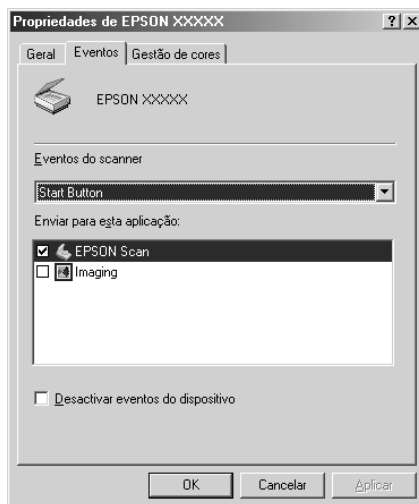 Propriedades de EPSON XXXXX
Geral Eventos Gestão de cores
EPSON XXXXX
Eventos do scanner
Start Button
Enviar para esta aplicação:
EPSON Scan
Imaging
Desactivar eventos do dispositivo
OK Cancelar Aplicar